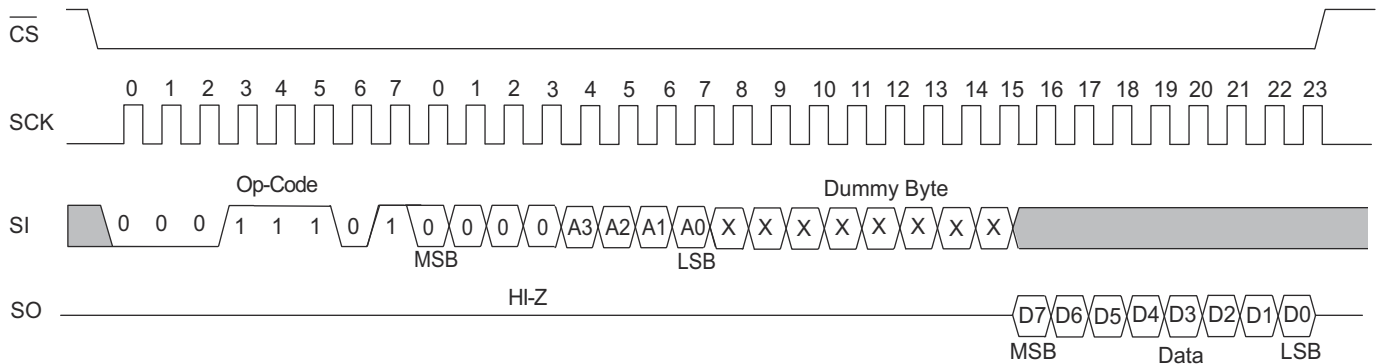 CS
0 1 2 3 4 5 6 7 0 1 2 3 4 5 6 7 8 9 10 11 12 13 14 15 16 17 18 19 20 21 22 23
SCK
Op-Code Dummy Byte
SI 0 0 0 1 1 1 0 1 0 0 0 0 A3 A2 A1 A0 X X X X X X X X
MSB LSB
HI-Z
SO D7 D6 D5 D4 D3 D2 D1 D0
MSB Data LSB